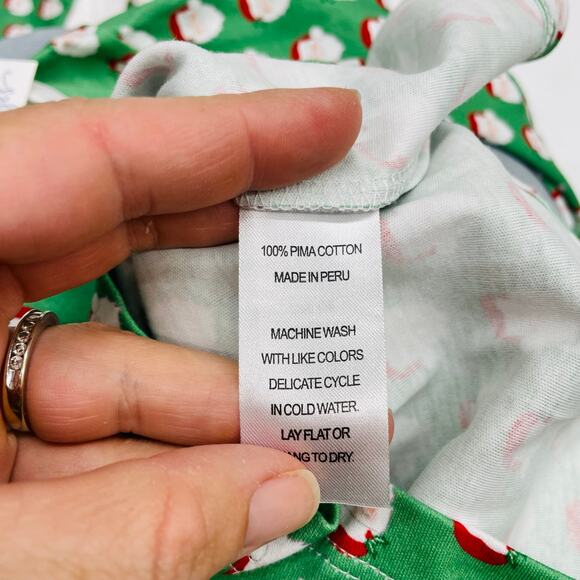 100% PIMA COTTON
MADE IN PERU
MACHINE WASH
WITH LIKE COLORS
DELICATE CYCLE
IN COLD WATER.
LAY FLAT OR
ANG TO DRY.